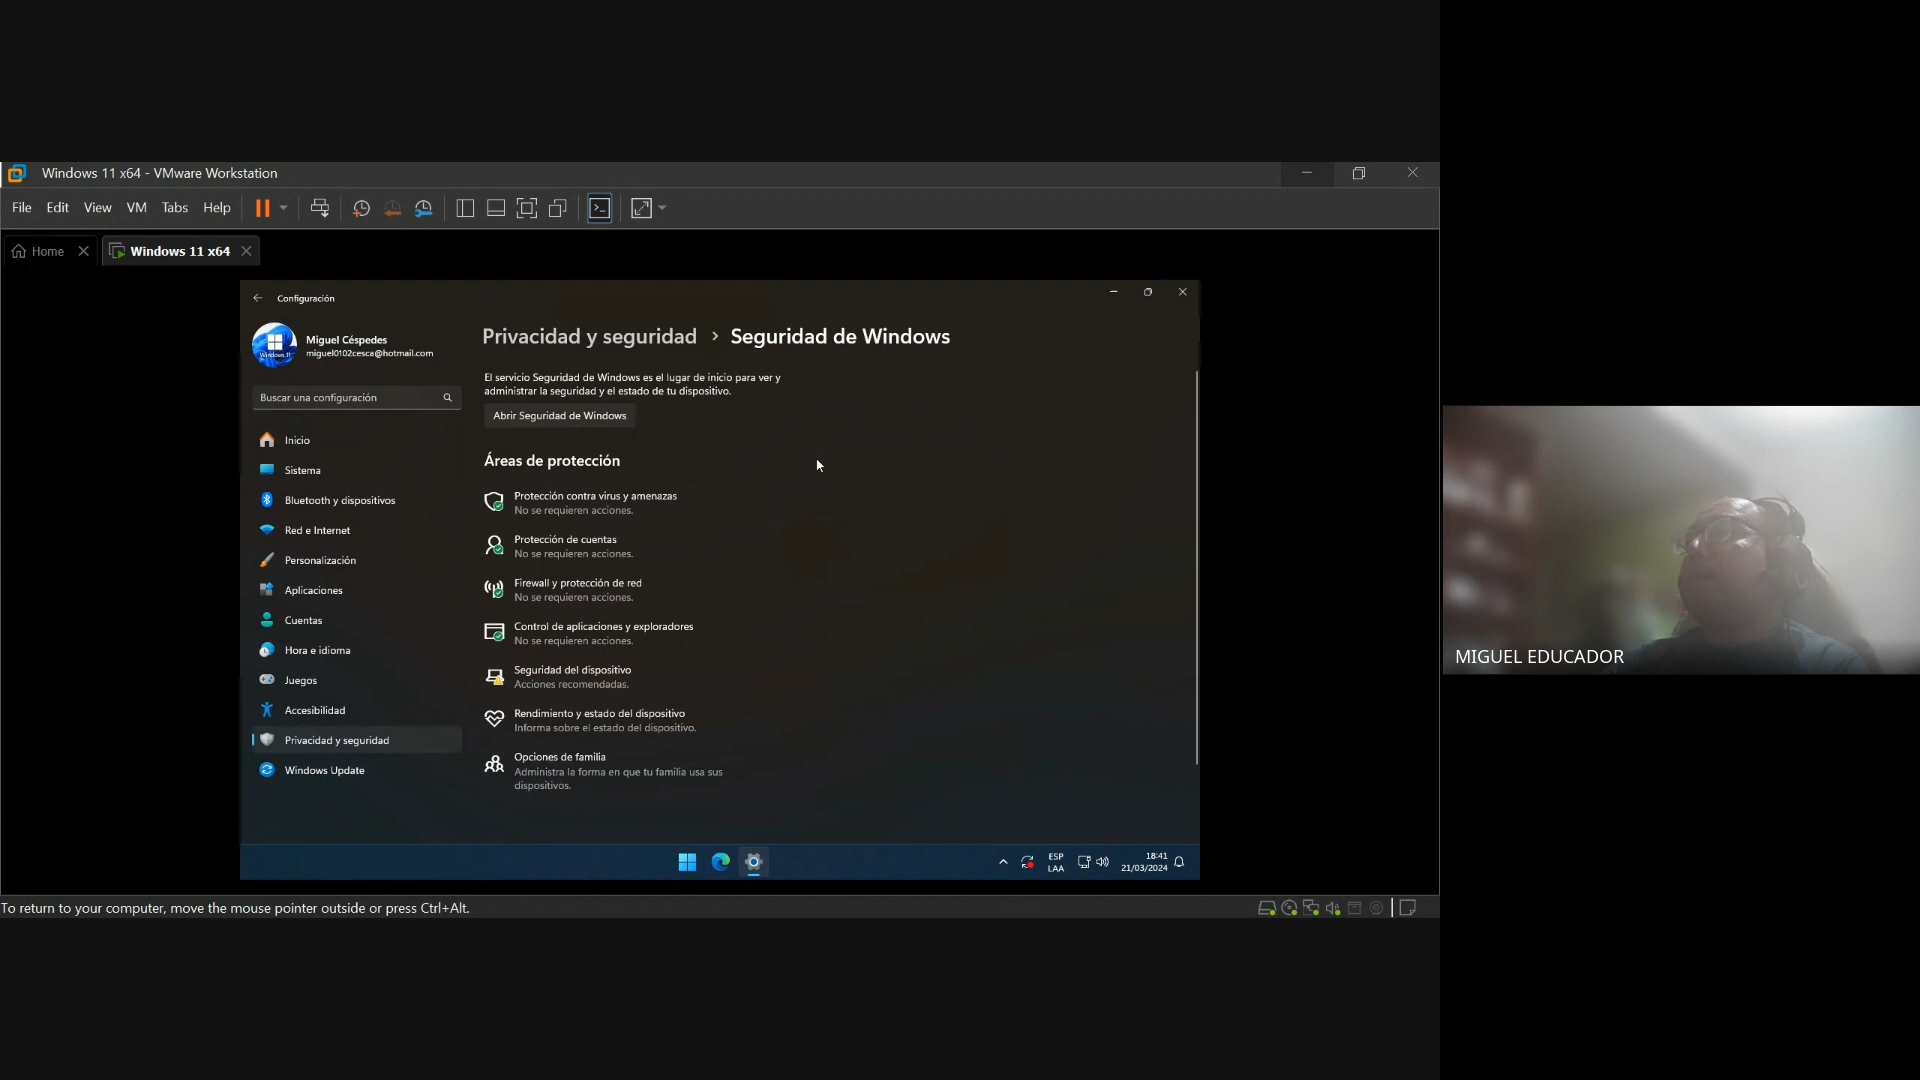 Windows 11 x64 - VMware Workstation
File Edit View VM Tabs Help
Home
Windows 11 x64
Configuración
Miguel Céspedes
miguel0102cesca@hotmail.com
Windows 11
Buscar una configuración
Inicio
Sistema
Bluetooth y dispositivos
Red e Internet
Personalización
Aplicaciones
Cuentas
Hora e idioma
Juegos
Accesibilidad
Privacidad y seguridad
Windows Update
Privacidad y seguridad > Seguridad de Windows
El servicio Seguridad de Windows es el lugar de inicio para ver y
administrar la seguridad y el estado de tu dispositivo.
Abrir Seguridad de Windows
Áreas de protección
Protección contra virus y amenazas
No se requieren acciones.
Protección de cuentas
No se requieren acciones.
Firewall y protección de red
No se requieren acciones.
Control de aplicaciones y exploradores
No se requieren acciones.
Seguridad del dispositivo
Acciones recomendadas.
Rendimiento y estado del dispositivo
Informa sobre el estado del dispositivo.
Opciones de familia
Administra la forma en que tu familia usa sus
dispositivos.
ESP
LAA
18:41
21/03/2024
To return to your computer, move the mouse pointer outside or press Ctrl+Alt.
MIGUEL EDUCADOR